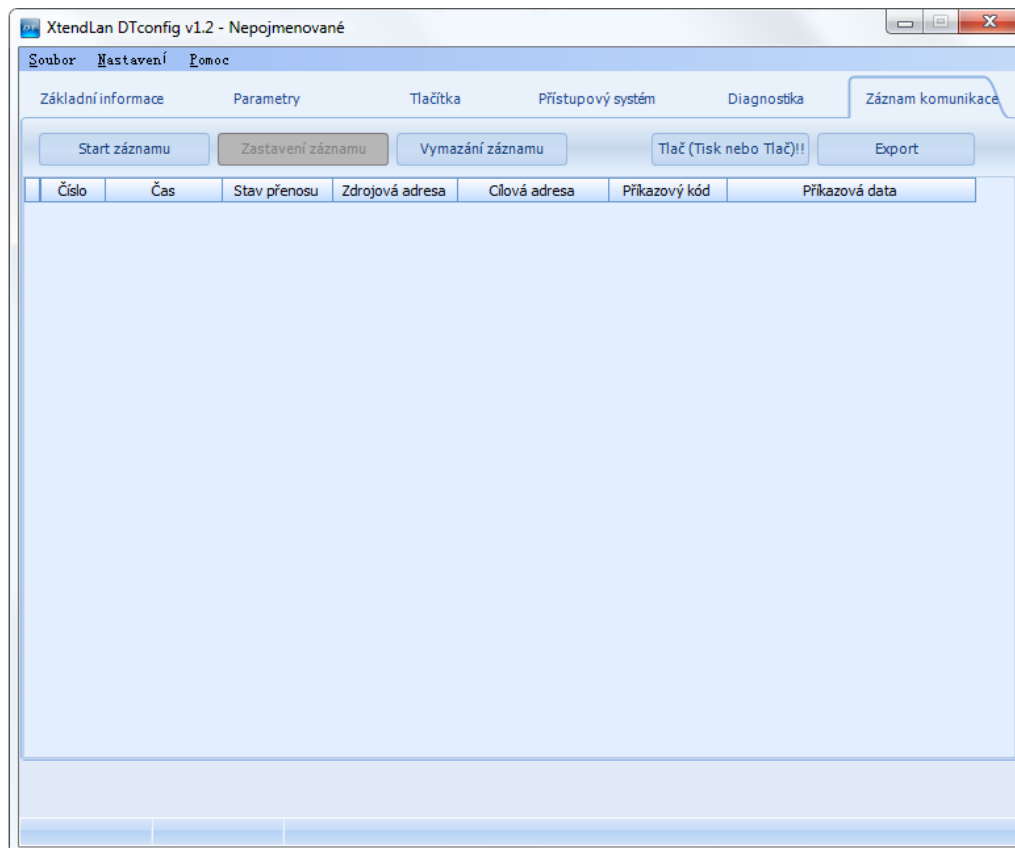 DT XtendLan DTconfig v1.2 - Nepojmenované
Soubor Nastavení Pomoc
Základní informace Parametry Tlačítka Přístupový systém Diagnostika Záznam komunikace
Start záznamu Zastavení záznamu Vymazání záznamu Tlač (Tisk nebo Tlač)!! Export
Číslo Čas Stav přenosu Zdrojová adresa Cílová adresa Příkazový kód Příkazová data